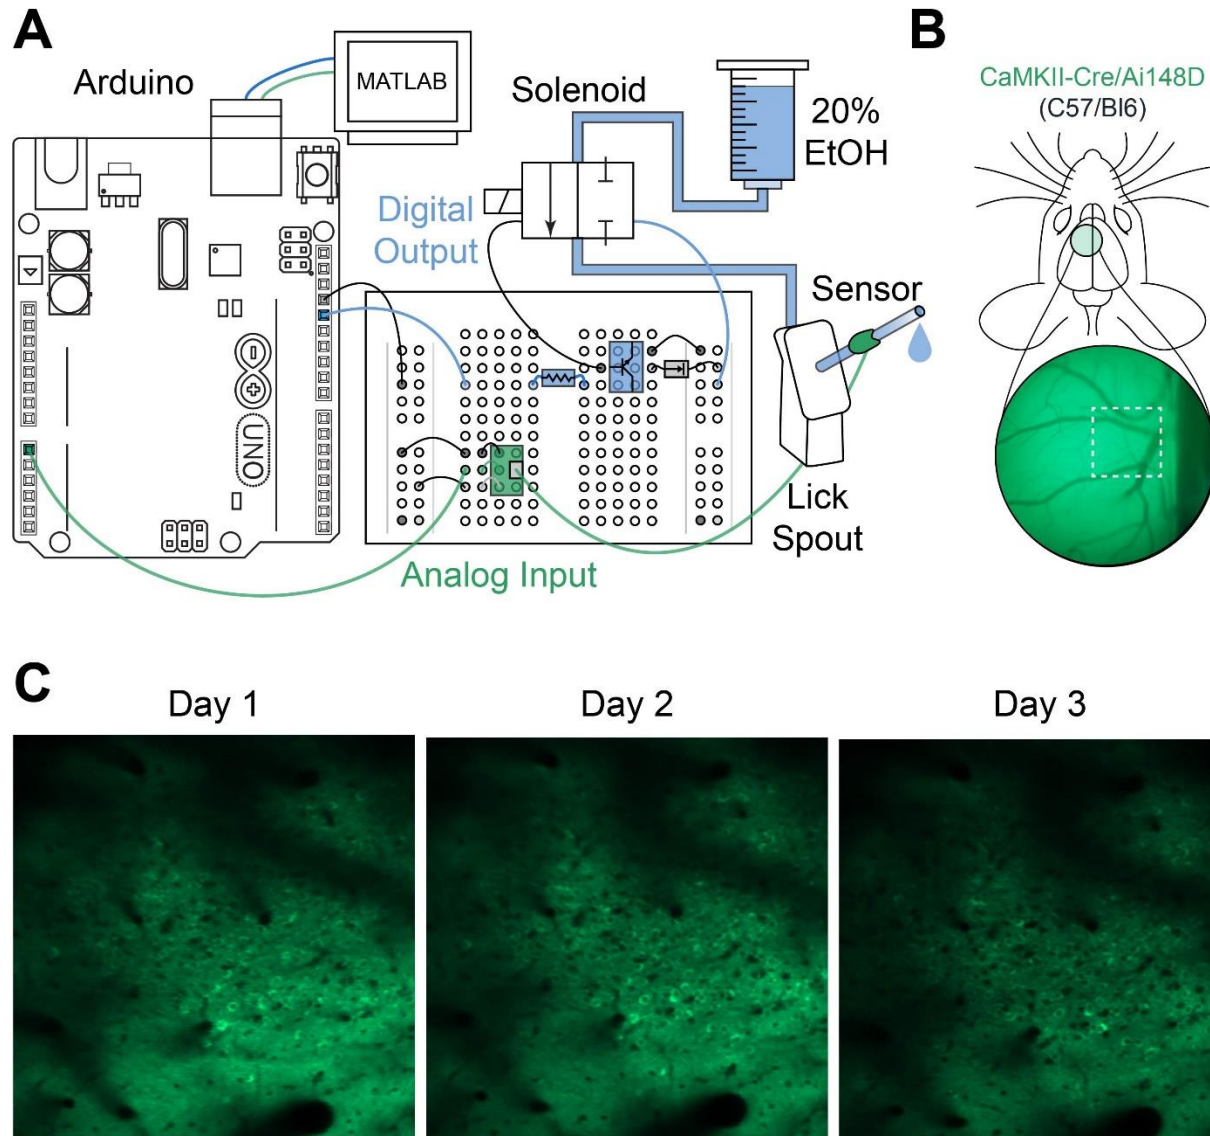 A
B
Arduino
MATLAB
Solenoid
20%
EtOH
CaMKII-Cre/Ai148D
(C57/Bl6)
Digital
Output
Sensor
UNO
Lick
Spout
Analog Input
C
Day 1
Day 2
Day 3